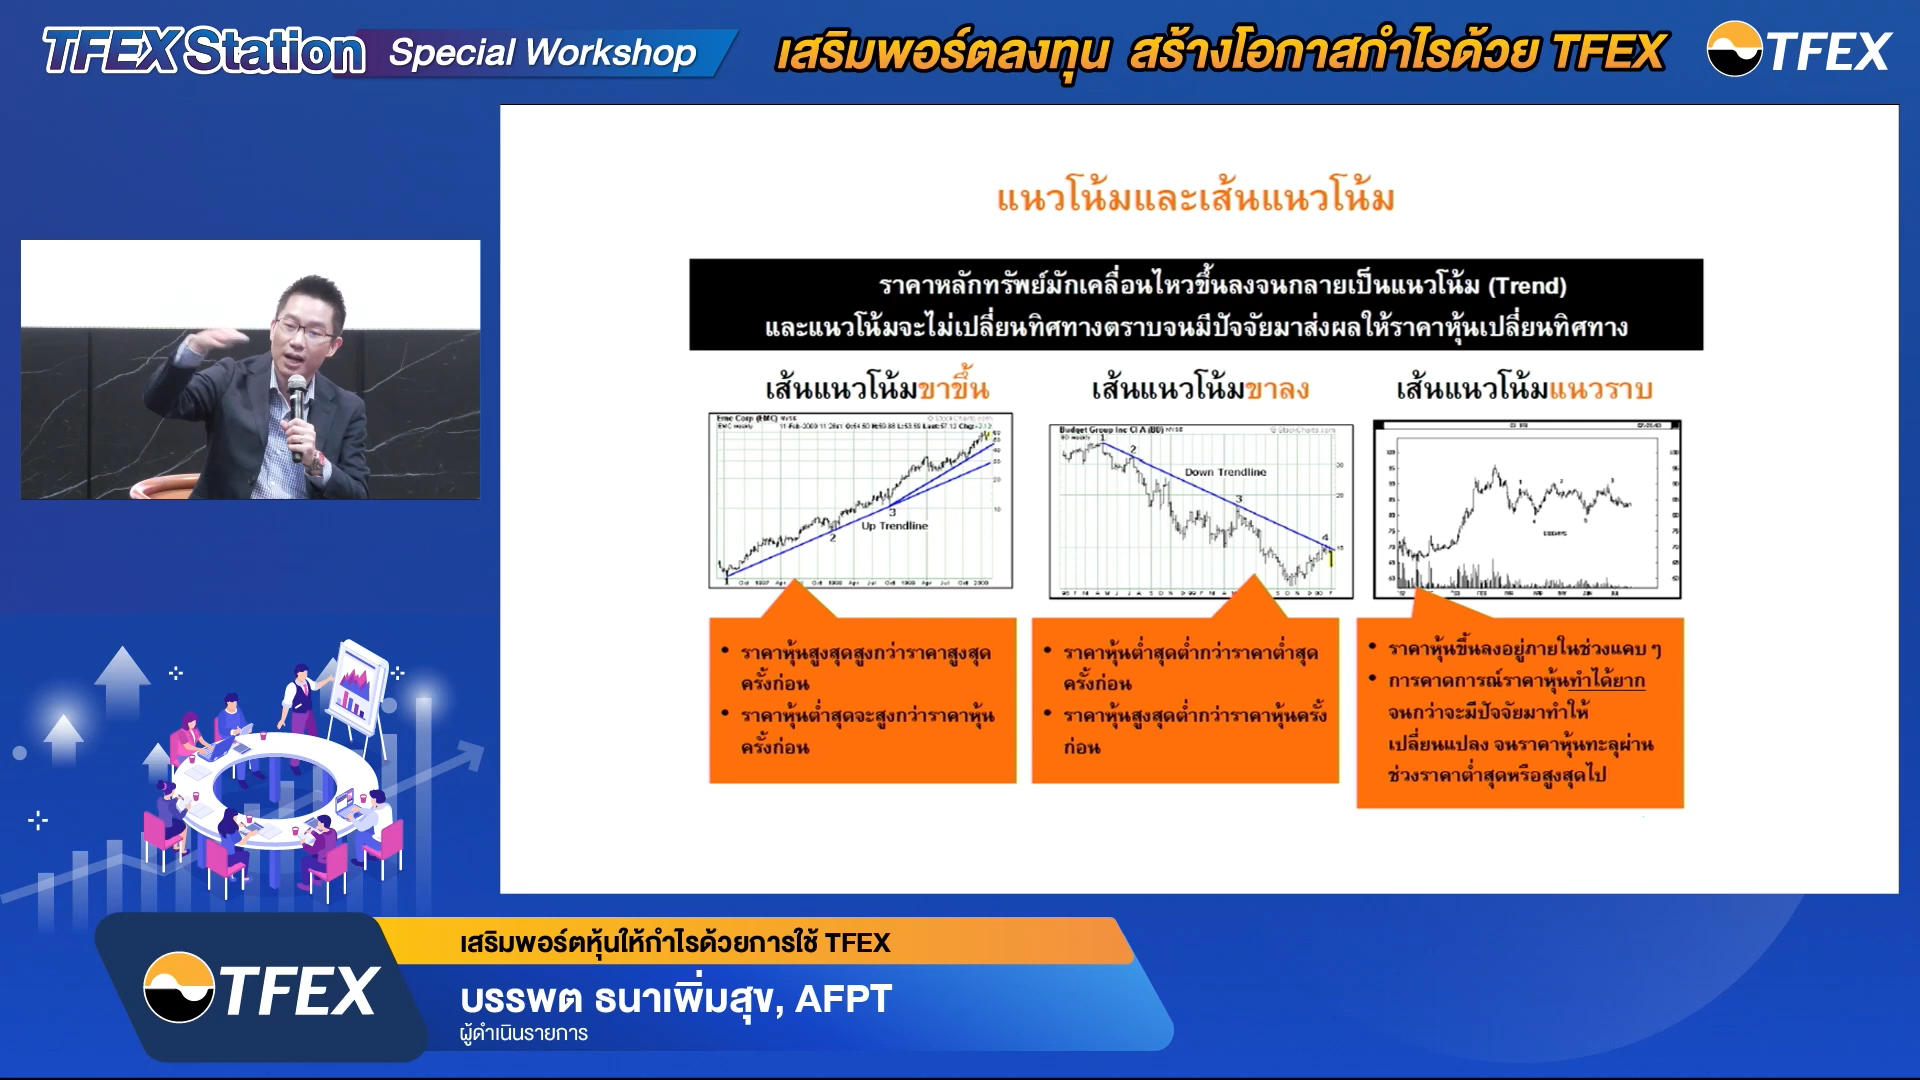 TFEX Station Special Workshop เสริมพอร์ตลงทุน สร้างโอกาสกำไรด้วย TFEX TFEX
แนวโน้มและเส้นแนวโน้ม
ราคาหลักทรัพย์มักเคลื่อนไหวขึ้นลงจนกลายเป็นแนวโน้ม (Trend)
และแนวโน้มจะไม่เปลี่ยนทิศทางตราบจนมีปัจจัยมาส่งผลให้ราคาหุ้นเปลี่ยนทิศทาง
เส้นแนวโน้มขาขึ้น
Emc Corp (EMC) NYSE
Up Trendline
1
2
3
• ราคาหุ้นสูงสุดสูงกว่าราคาสูงสุด
ครั้งก่อน
• ราคาหุ้นต่ำสุดจะสูงกว่าราคาหุ้น
ครั้งก่อน
เส้นแนวโน้มขาลง
Budget Group Inc Cl A (BD) NYSE
Down Trendline
1
2
3
4
• ราคาหุ้นต่ำสุดต่ำกว่าราคาต่ำสุด
ครั้งก่อน
• ราคาหุ้นสูงสุดต่ำกว่าราคาหุ้นครั้ง
ก่อน
เส้นแนวโน้มแนวราบ
• ราคาหุ้นขึ้นลงอยู่ภายในช่วงแคบ ๆ
• การคาดการณ์ราคาหุ้นทำได้ยาก
จนกว่าจะมีปัจจัยมาทำให้
เปลี่ยนแปลง จนราคาหุ้นทะลุผ่าน
ช่วงราคาต่ำสุดหรือสูงสุดไป
TFEX
เสริมพอร์ตหุ้นให้กำไรด้วยการใช้ TFEX
บรรพต ธนาเพิ่มสุข, AFPT
ผู้ดำเนินรายการ